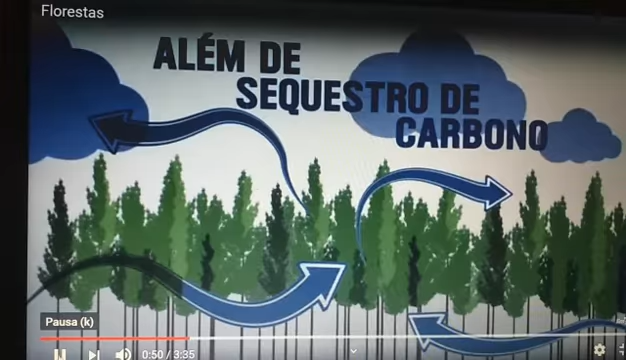 Florestas
ALÉM DE
SEQUESTRO DE
CARBONO
Pausa (k)
0:50 / 3:35